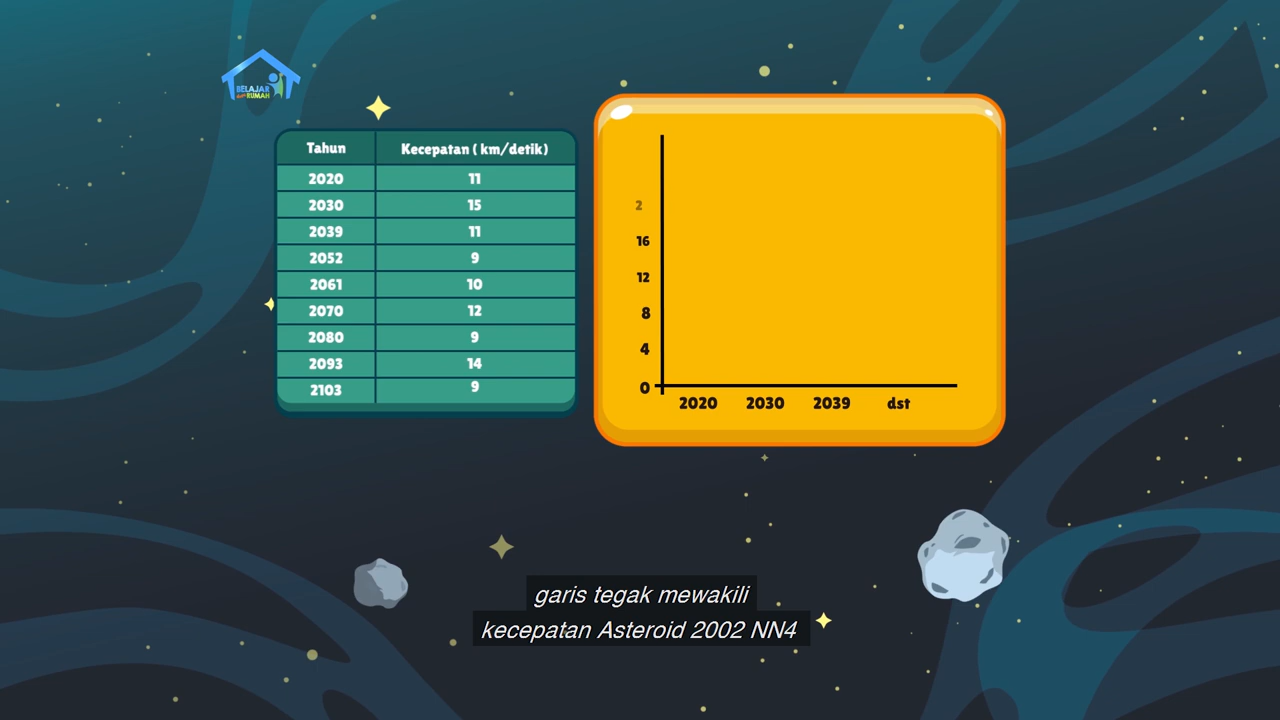 BELAJAR
dari RUMAH
Tahun Kecepatan ( km/detik)
2020 11
2030 15
2039 11
2052 9
2061 10
2070 12
2080 9
2093 14
2103 9
2
16
12
8
4
0
2020 2030 2039 dst
garis tegak mewakili
kecepatan Asteroid 2002 NN4